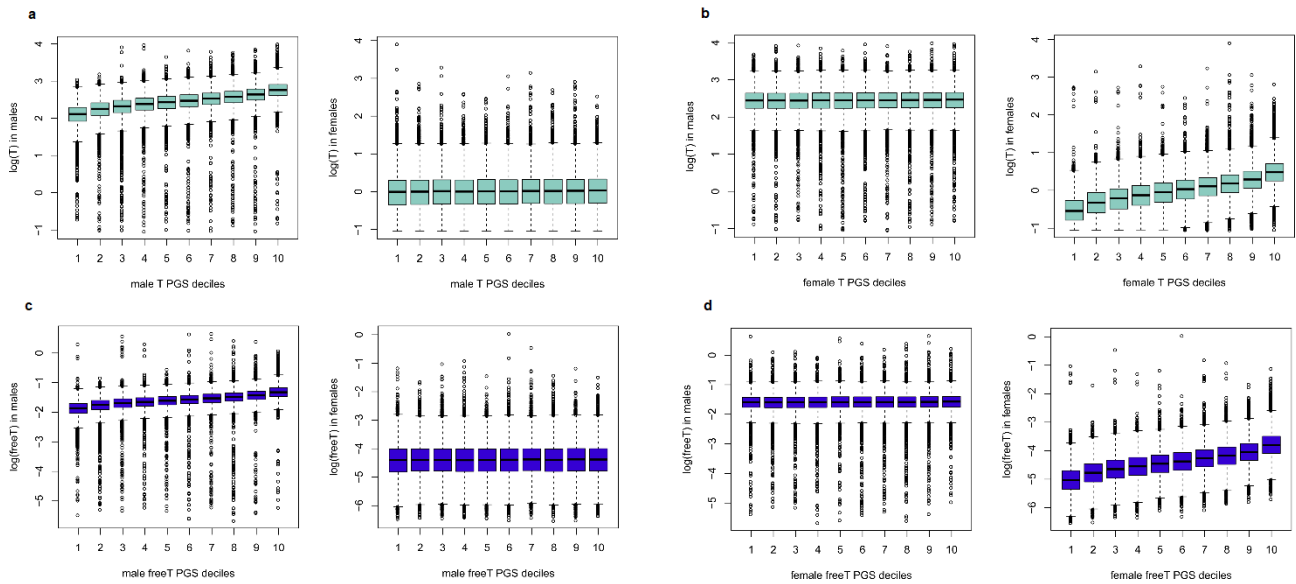 a
4
3
2
1
0
−1
log(T) in males
1 2 3 4 5 6 7 8 9 10
male T PGS deciles
4
3
2
1
0
−1
log(T) in females
1 2 3 4 5 6 7 8 9 10
male T PGS deciles
b
4
3
2
1
0
−1
log(T) in males
1 2 3 4 5 6 7 8 9 10
female T PGS deciles
4
3
2
1
0
−1
log(T) in females
1 2 3 4 5 6 7 8 9 10
female T PGS deciles
c
0
−1
−2
−3
−4
−5
log(freeT) in males
1 2 3 4 5 6 7 8 9 10
male freeT PGS deciles
0
−1
−2
−3
−4
−5
−6
log(freeT) in females
1 2 3 4 5 6 7 8 9 10
male freeT PGS deciles
d
0
−1
−2
−3
−4
−5
log(freeT) in males
1 2 3 4 5 6 7 8 9 10
female freeT PGS deciles
0
−1
−2
−3
−4
−5
−6
log(freeT) in females
1 2 3 4 5 6 7 8 9 10
female freeT PGS deciles